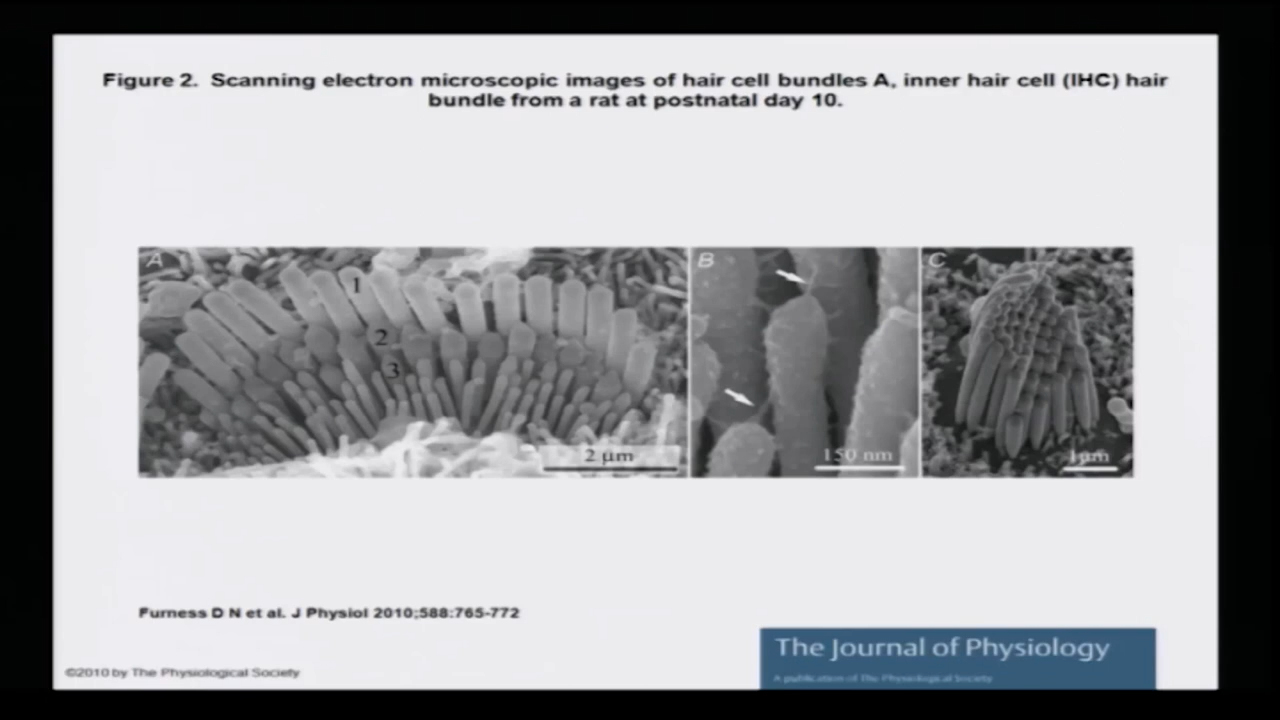 Figure 2. Scanning electron microscopic images of hair cell bundles A, inner hair cell (IHC) hair
bundle from a rat at postnatal day 10.
A
B
C
1
2
3
2 µm
150 nm
1µm
Furness D N et al. J Physiol 2010;588:765-772
The Journal of Physiology
A publication of The Physiological Society
©2010 by The Physiological Society